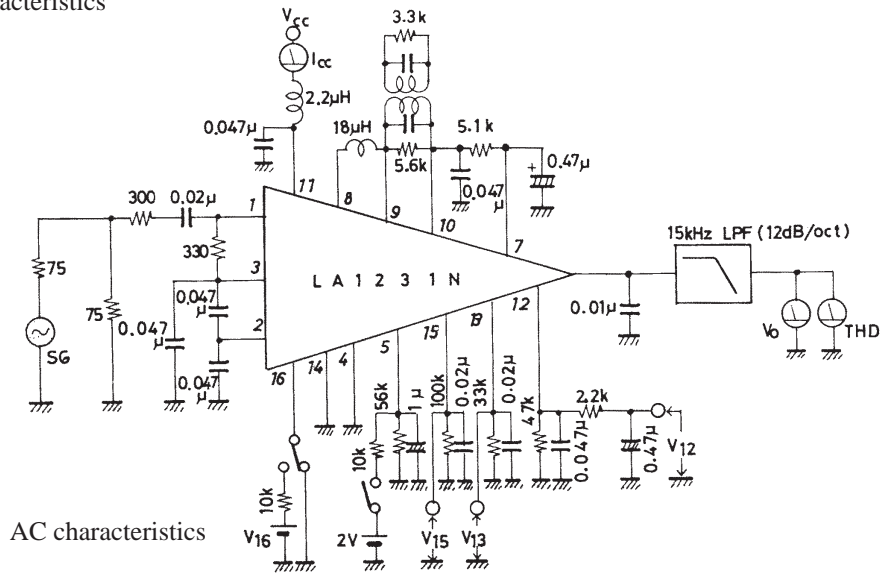 acteristics
Vcc
Icc
2.2μH
0.047μ
3.3k
18μH
5.6k
5.1k
0.047
μ
+
0.47μ
11
8
9
10
7
300
0.02μ
1
330
3
2
75
75
SG
0.047
μ
0.047
μ
0.047
μ
LA1231N
16
14
4
5
15
13
12
15kHz LPF (12dB/oct)
0.01μ
Vo
THD
56k
1μ
100k
0.02μ
33k
0.02μ
47k
0.047μ
2.2k
0.47μ
V12
10k
V16
10k
2V
V15
V13
AC characteristics